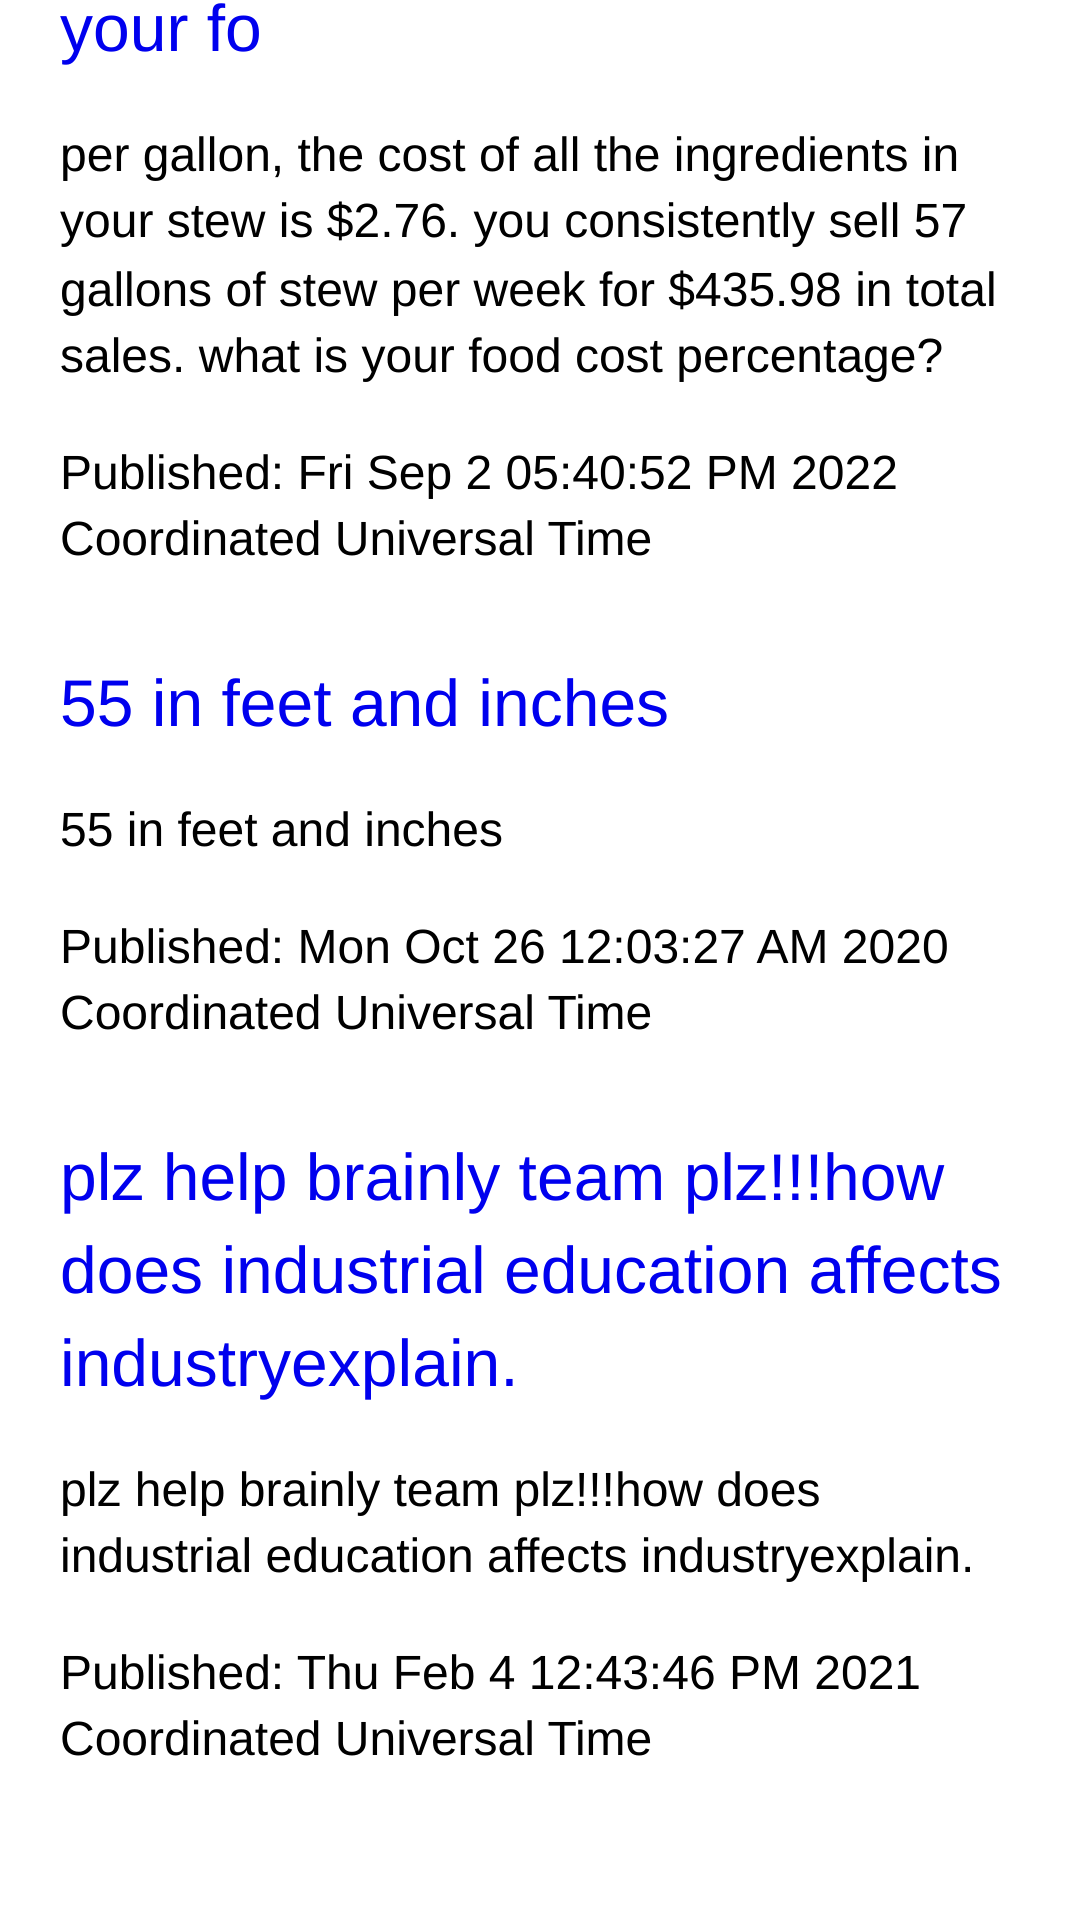 your fo
per gallon, the cost of all the ingredients in
your stew is $2.76. you consistently sell 57
gallons of stew per week for $435.98 in total
sales. what is your food cost percentage?
Published: Fri Sep 2 05:40:52 PM 2022
Coordinated Universal Time
55 in feet and inches
55 in feet and inches
Published: Mon Oct 26 12:03:27 AM 2020
Coordinated Universal Time
plz help brainly team plz!!!how
does industrial education affects
industryexplain.
plz help brainly team plz!!!how does
industrial education affects industryexplain.
Published: Thu Feb 4 12:43:46 PM 2021
Coordinated Universal Time